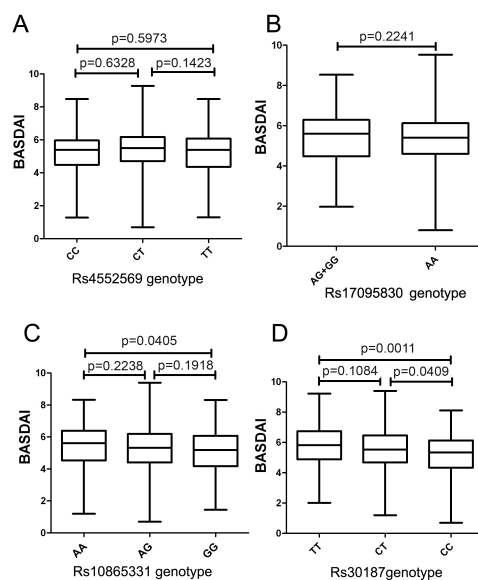 A
p=0.5973
p=0.6328 p=0.1423
BASDAI
10
8
6
4
2
0
CC CT TT
Rs4552569 genotype
B
p=0.2241
BASDAI
10
8
6
4
2
0
AG+GG AA
Rs17095830 genotype
C
p=0.0405
p=0.2238 p=0.1918
BASDAI
10
8
6
4
2
0
AA AG GG
Rs10865331 genotype
D
p=0.0011
p=0.1084 p=0.0409
BASDAI
10
8
6
4
2
0
TT CT CC
Rs30187genotype